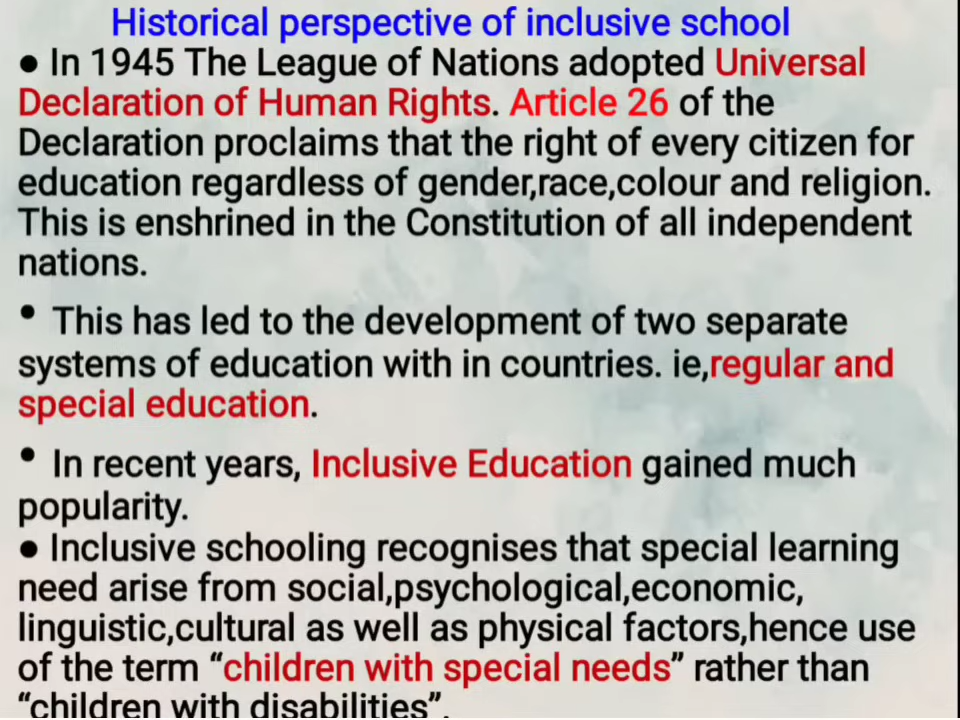 Historical perspective of inclusive school
● In 1945 The League of Nations adopted Universal
Declaration of Human Rights. Article 26 of the
Declaration proclaims that the right of every citizen for
education regardless of gender,race,colour and religion.
This is enshrined in the Constitution of all independent
nations.
• This has led to the development of two separate
systems of education with in countries. ie,regular and
special education.
• In recent years, Inclusive Education gained much
popularity.
● Inclusive schooling recognises that special learning
need arise from social,psychological,economic,
linguistic,cultural as well as physical factors,hence use
of the term “children with special needs” rather than
“children with disabilities”.